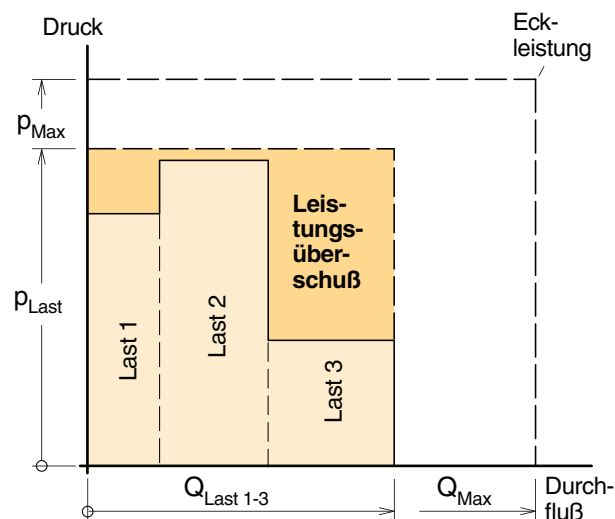 Druck
Eck-
leistung
pMax
Leis-
tungs-
über-
schuß
pLast
Last 1
Last 2
Last 3
QLast 1-3
QMax
Durch-
fluß